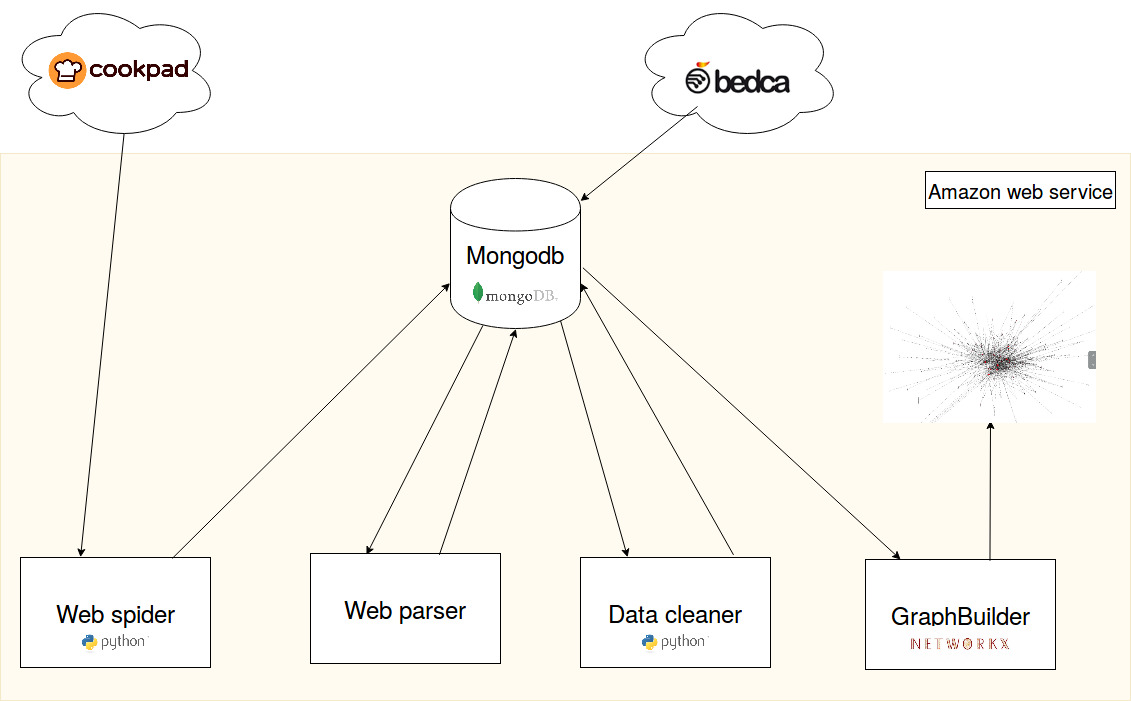 cookpad
bedca
Amazon web service
Mongodb
mongoDB.
Web spider
python
Web parser
Data cleaner
python
GraphBuilder
NETWORKX